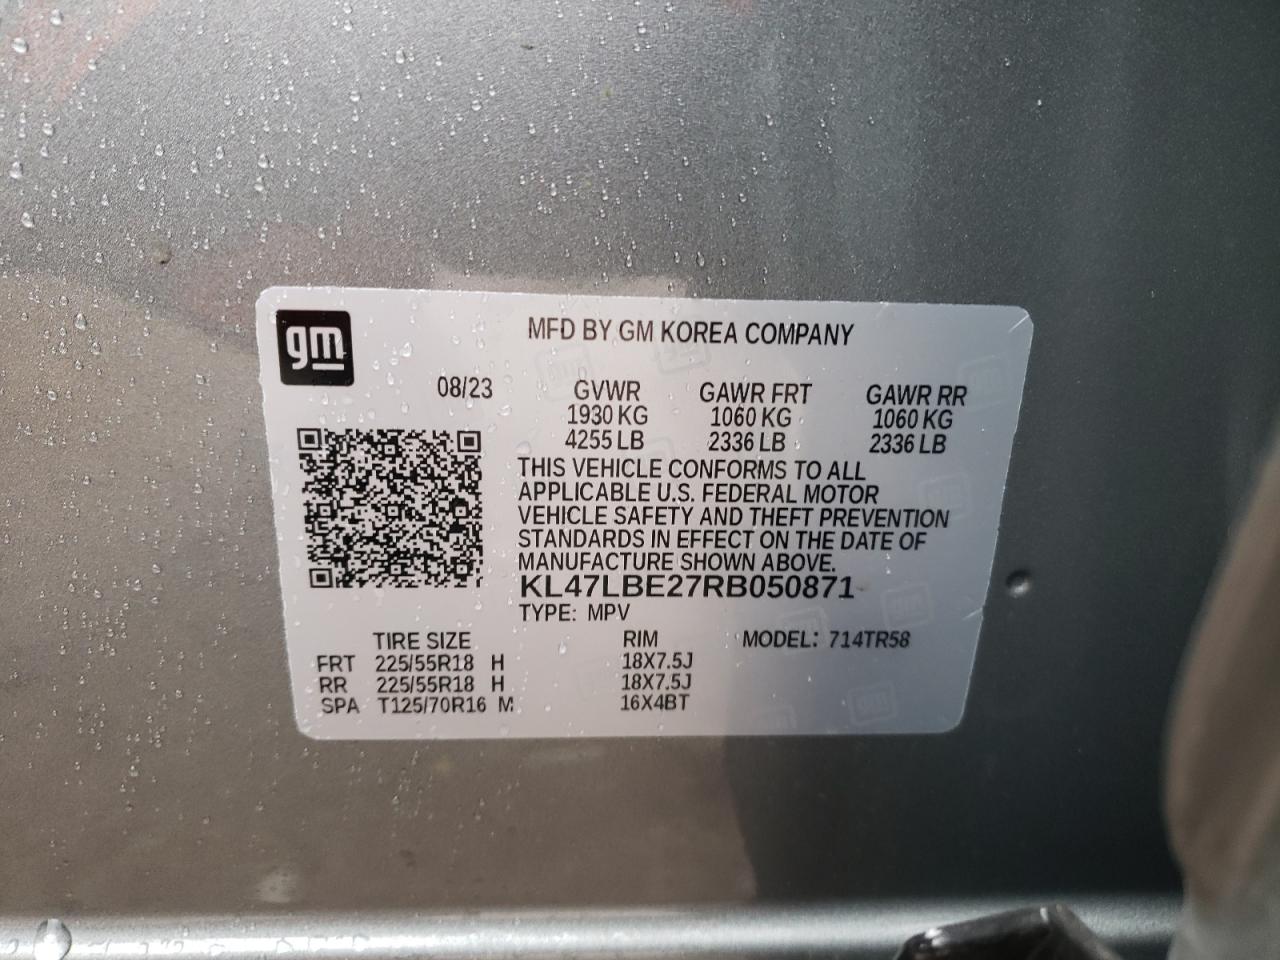 gm
MFD BY GM KOREA COMPANY
08/23 GVWR GAWR FRT GAWR RR
1930 KG 1060 KG 1060 KG
4255 LB 2336 LB 2336 LB
THIS VEHICLE CONFORMS TO ALL
APPLICABLE U.S. FEDERAL MOTOR
VEHICLE SAFETY AND THEFT PREVENTION
STANDARDS IN EFFECT ON THE DATE OF
MANUFACTURE SHOWN ABOVE.
KL47LBE27RB050871
TYPE: MPV
TIRE SIZE RIM MODEL: 714TR58
FRT 225/55R18 H 18X7.5J
RR 225/55R18 H 18X7.5J
SPA T125/70R16 M 16X4BT